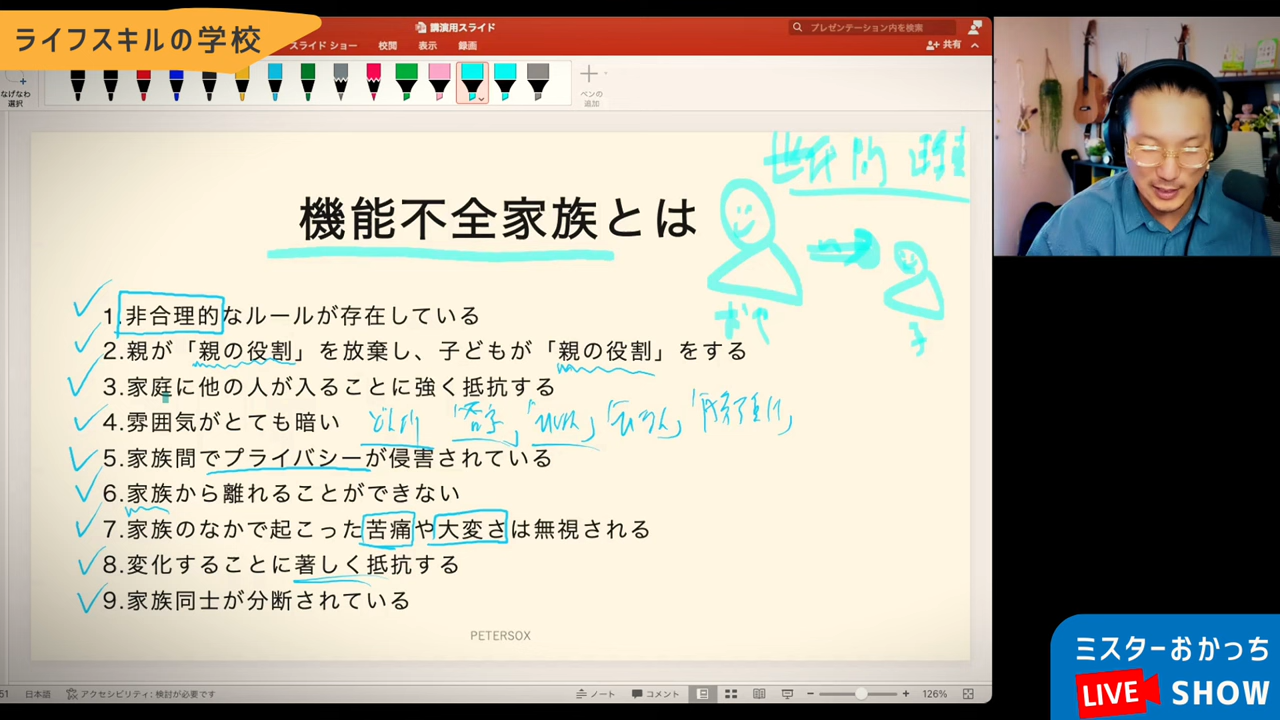 ライフスキルの学校
講演用スライド
プレゼンテーション内を検索
スライド ショー 校閲 表示 録画
共有
なげなわ
選択
ペンの
追加
機能不全家族とは
親
子
1.非合理的なルールが存在している
2.親が「親の役割」を放棄し、子どもが「親の役割」をする
3.家庭に他の人が入ることに強く抵抗する
4.雰囲気がとても暗い
5.家族間でプライバシーが侵害されている
6.家族から離れることができない
7.家族のなかで起こった苦痛や大変さは無視される
8.変化することに著しく抵抗する
9.家族同士が分断されている
PETERSOX
ミスターおかっち
LIVE SHOW
51 日本語 アクセシビリティ: 検討が必要です ノート コメント 126%